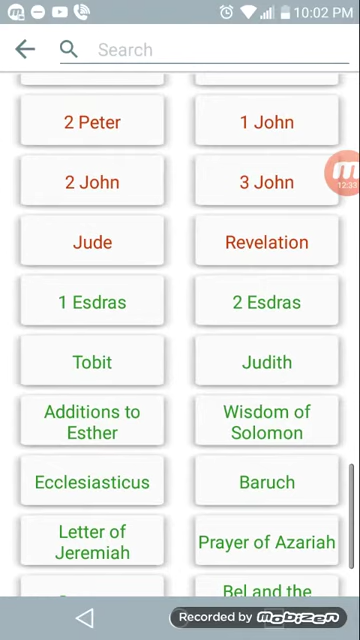 10:02 PM
Search
2 Peter
1 John
2 John
3 John
12:33
Jude
Revelation
1 Esdras
2 Esdras
Tobit
Judith
Additions to
Esther
Wisdom of
Solomon
Ecclesiasticus
Baruch
Letter of
Jeremiah
Prayer of Azariah
Bel and the
Recorded by Mobizen